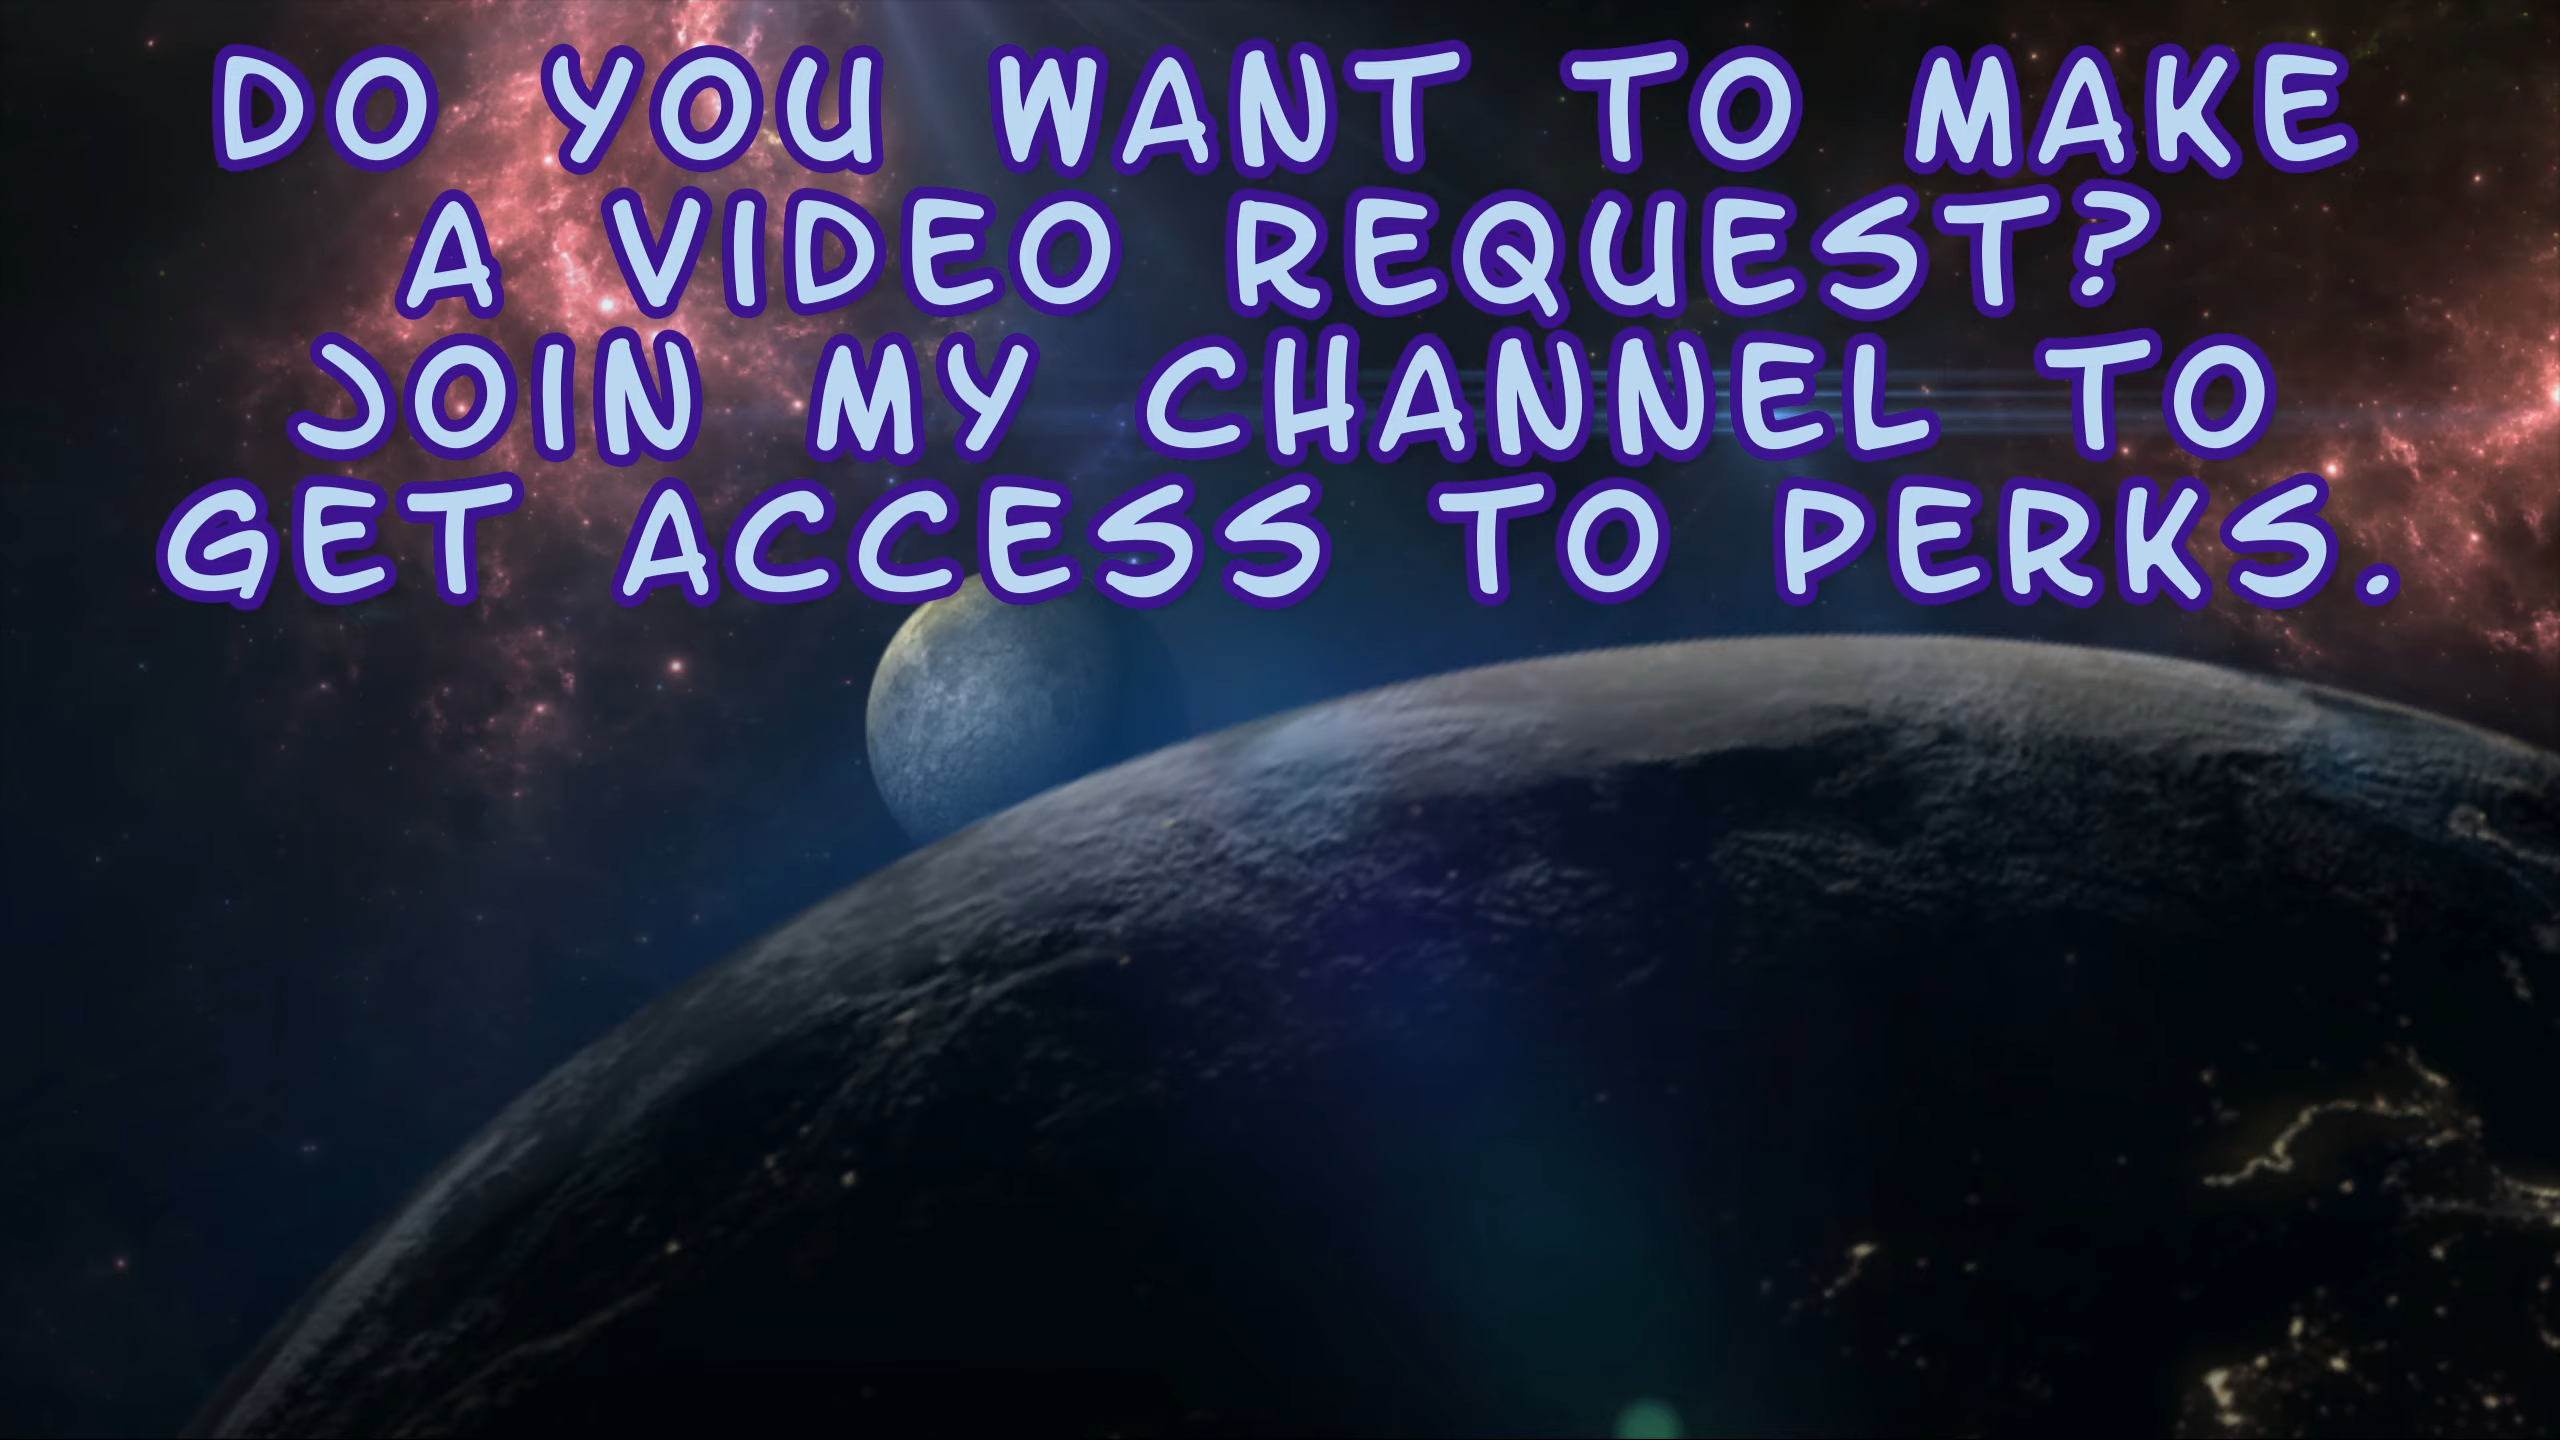 DO YOU WANT TO MAKE
A VIDEO REQUEST?
JOIN MY CHANNEL TO
GET ACCESS TO PERKS.